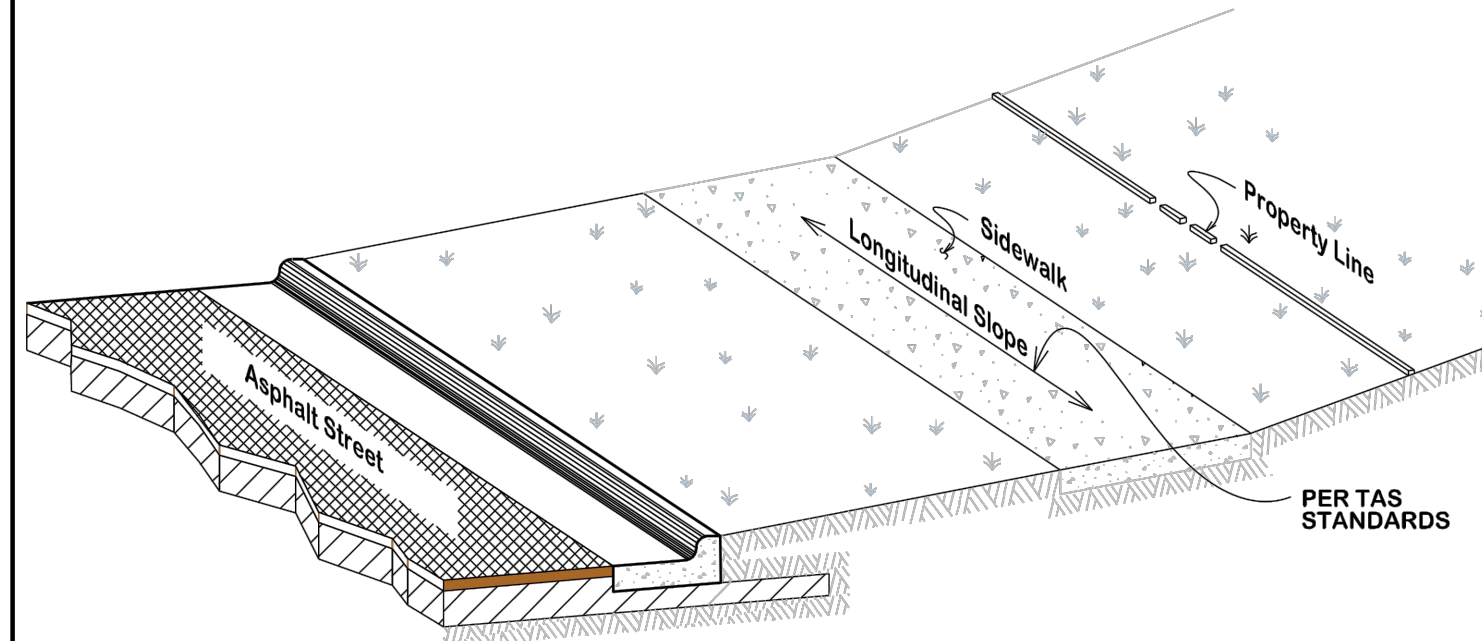 Property Line
Sidewalk
Longitudinal Slope
Asphalt Street
PER TAS
STANDARDS